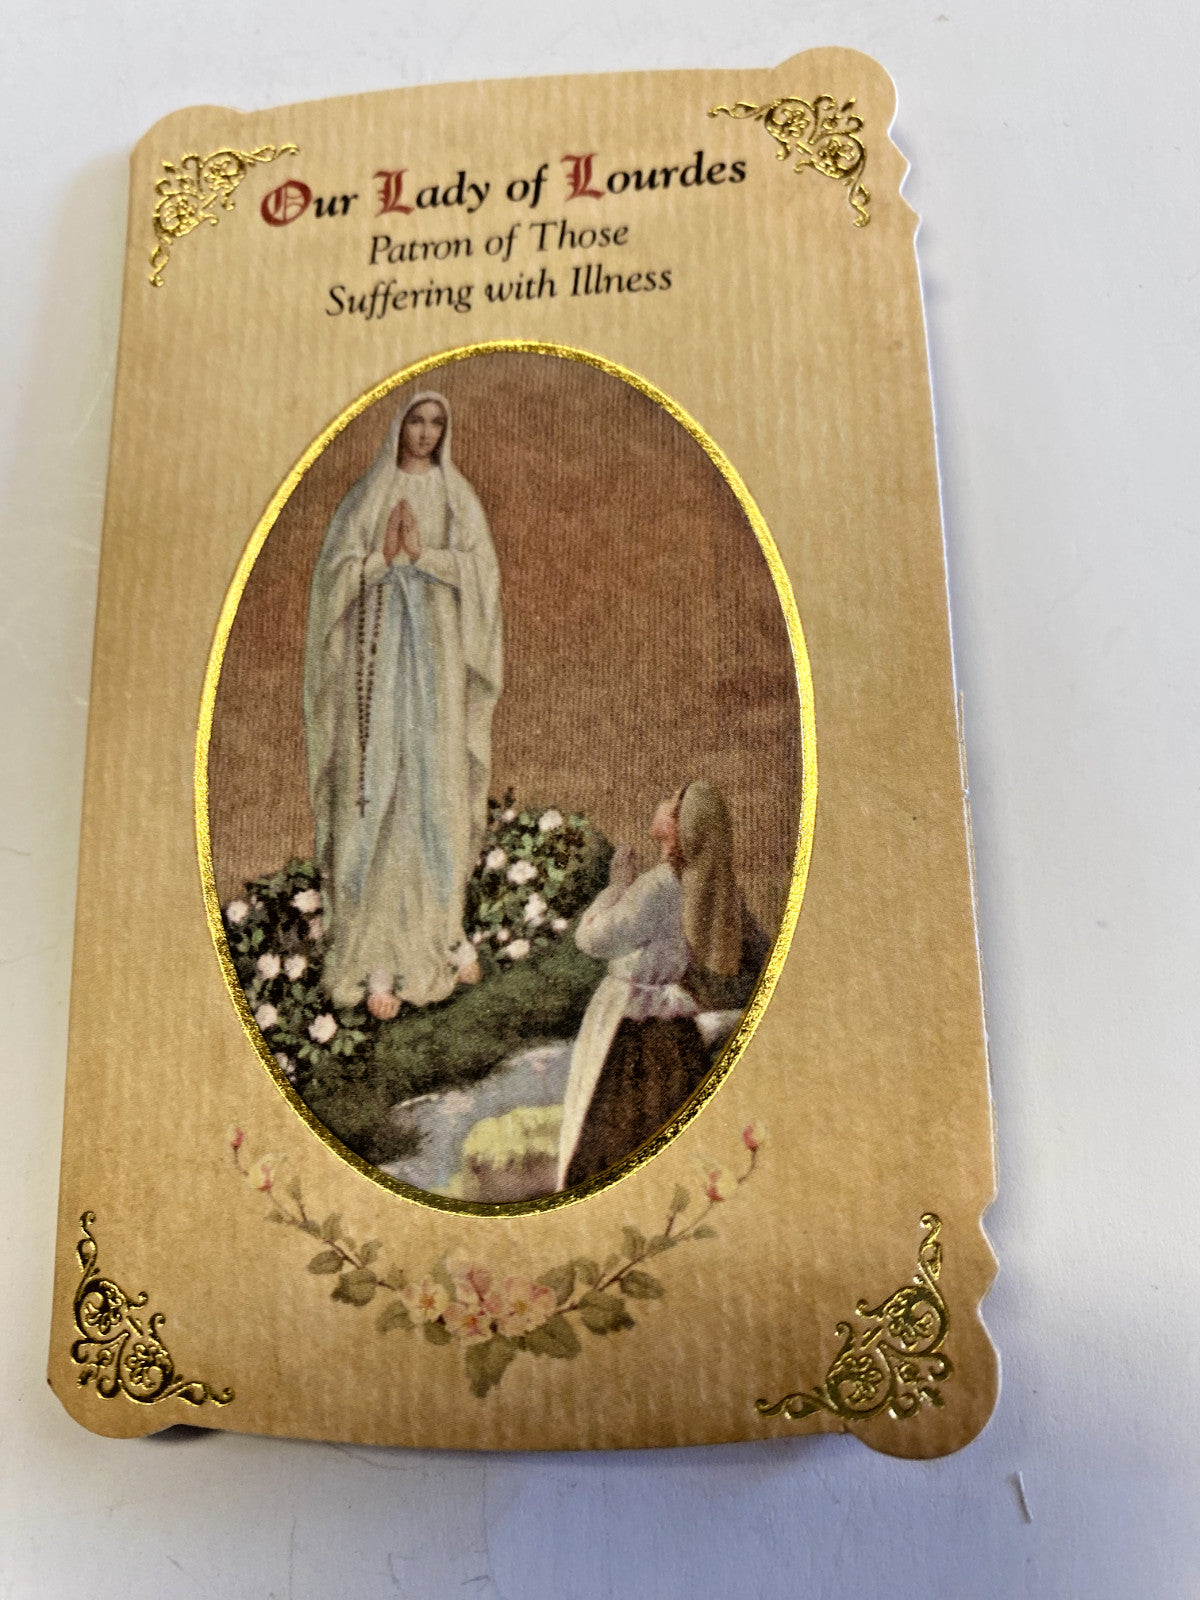 Our Lady of Lourdes
Patron of Those
Suffering with Illness